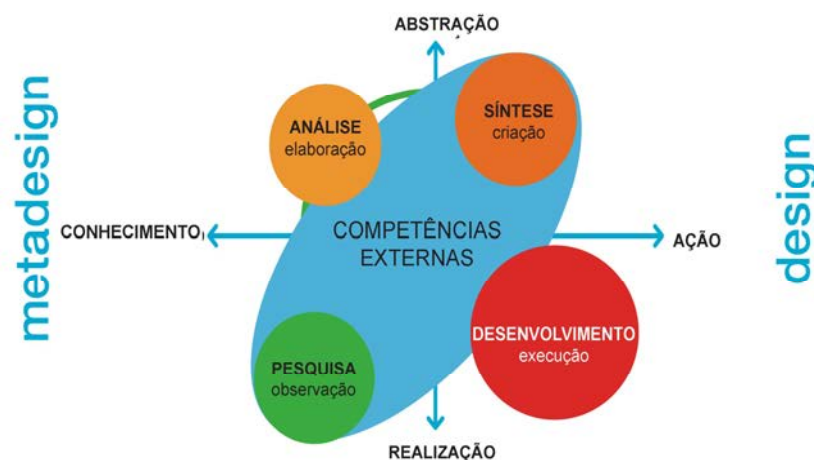 ABSTRAÇÃO
metadesign
ANÁLISE
elaboração
SÍNTESE
criação
design
CONHECIMENTO
COMPETÊNCIAS
EXTERNAS
AÇÃO
DESENVOLVIMENTO
execução
PESQUISA
observação
REALIZAÇÃO